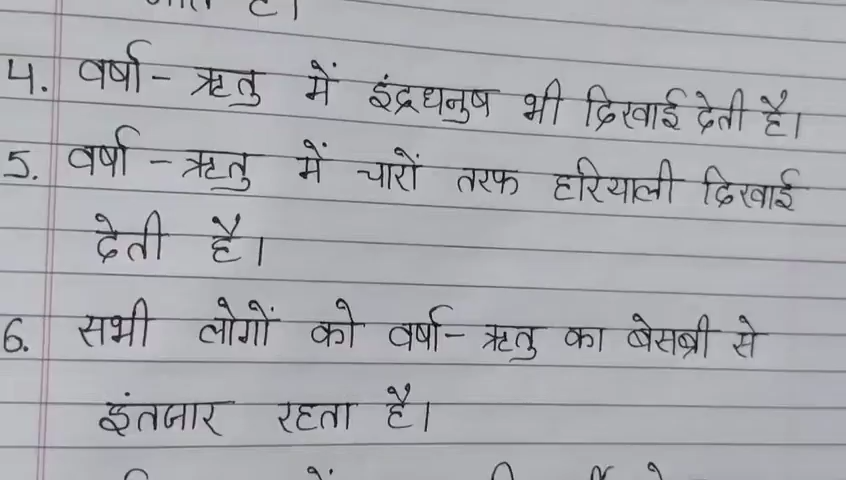 4. वर्षा - ऋतु में इंद्रधनुष भी दिखाई देती है।
5. वर्षा - ऋतु में चारों तरफ हरियाली दिखाई
देती है।
6. सभी लोगों को वर्षा - ऋतु का बेसब्री से
इंतजार रहता है।